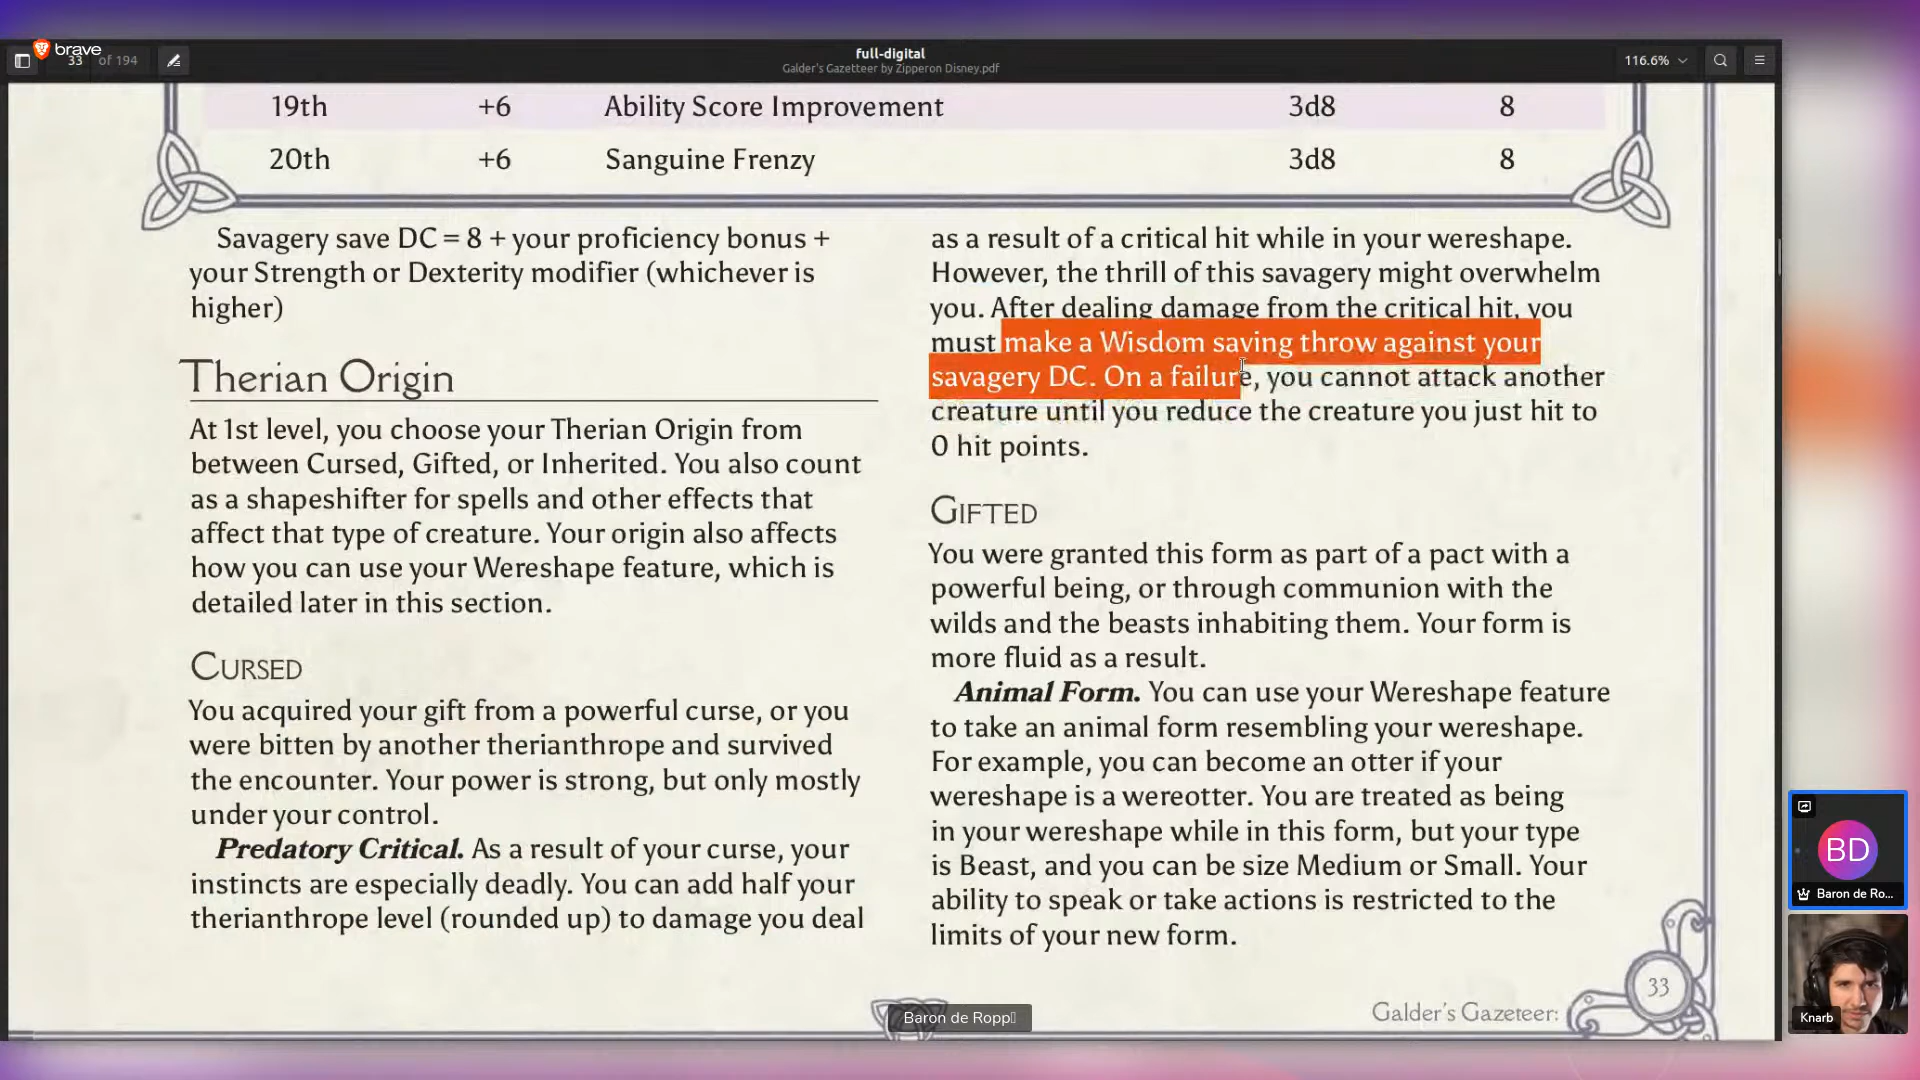 brave
33 of 194
full-digital
Galder's Gazetteer by Zipperon Disney.pdf
116.6%
19th +6 Ability Score Improvement 3d8 8
20th +6 Sanguine Frenzy 3d8 8
Savagery save DC = 8 + your proficiency bonus +
your Strength or Dexterity modifier (whichever is
higher)
Therian Origin
At 1st level, you choose your Therian Origin from
between Cursed, Gifted, or Inherited. You also count
as a shapeshifter for spells and other effects that
affect that type of creature. Your origin also affects
how you can use your Wereshape feature, which is
detailed later in this section.
Cursed
You acquired your gift from a powerful curse, or you
were bitten by another therianthrope and survived
the encounter. Your power is strong, but only mostly
under your control.
Predatory Critical. As a result of your curse, your
instincts are especially deadly. You can add half your
therianthrope level (rounded up) to damage you deal
as a result of a critical hit while in your wereshape.
However, the thrill of this savagery might overwhelm
you. After dealing damage from the critical hit, you
must make a Wisdom saving throw against your
savagery DC. On a failure, you cannot attack another
creature until you reduce the creature you just hit to
0 hit points.
Gifted
You were granted this form as part of a pact with a
powerful being, or through communion with the
wilds and the beasts inhabiting them. Your form is
more fluid as a result.
Animal Form. You can use your Wereshape feature
to take an animal form resembling your wereshape.
For example, you can become an otter if your
wereshape is a wereotter. You are treated as being
in your wereshape while in this form, but your type
is Beast, and you can be size Medium or Small. Your
ability to speak or take actions is restricted to the
limits of your new form.
Galder's Gazeteer:
33
Baron de Ropp
BD
Baron de Ro...
Knarb